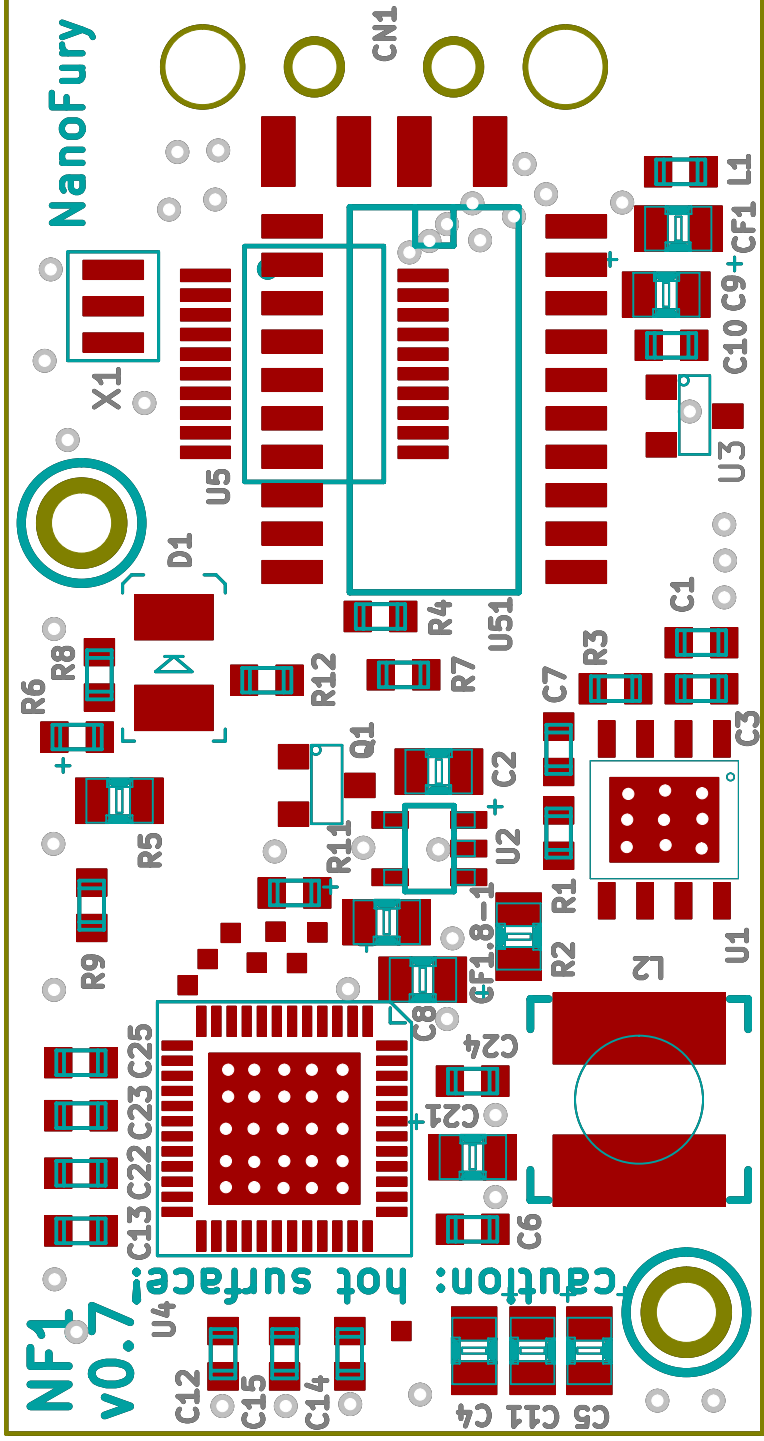 CN1
NanoFury
L1
CF1
+
+
C9
C10
X1
U3
U5
D1
C1
R4
U51
R3
R8
R7
R12
C7
R6
C3
Q1
+
C2
+
R5
R11
U2
+
R1
CF1.8-1
U1
R9
R2
L2
+
C8
C24
C25
C23
+
C21
C22
C13
C6
caution: hot surface!
+
+
+
NF1
v0.7
U4
C12
C15
C14
C4
C11
C5